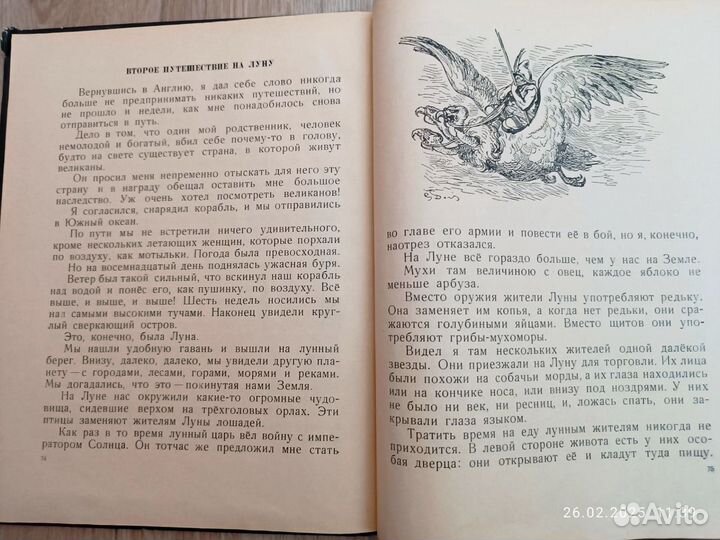 ВТОРОЕ ПУТЕШЕСТВИЕ НА ЛУНУ
Вернувшись в Англию, я дал себе слово никогда
больше не предпринимать никаких путешествий, но
не прошло и недели, как мне понадобилось снова
отправиться в путь.
Дело в том, что один мой родственник, человек
немолодой и богатый, вбил себе почему-то в голову,
будто на свете существует страна, в которой живут
великаны.
Он просил меня непременно отыскать для него эту
страну и в награду обещал оставить мне большое
наследство. Уж очень хотел посмотреть великанов!
Я согласился, снарядил корабль, и мы отправились
в Южный океан.
По пути мы не встретили ничего удивительного,
кроме нескольких летающих женщин, которые порхали
по воздуху, как мотыльки. Погода была превосходная.
Но на восемнадцатый день поднялась ужасная буря.
Ветер был такой сильный, что вскинул наш корабль
над водой и понёс его, как пушинку, по воздуху. Всё
выше, и выше, и выше! Шесть недель носились мы
над самыми высокими тучами. Наконец увидели круг-
лый сверкающий остров.
Это, конечно, была Луна.
Мы нашли удобную гавань и вышли на лунный
берег. Внизу, далеко, далеко, мы увидели другую пла-
нету — с городами, лесами, горами, морями и реками.
Мы догадались, что это — покинутая нами Земля.
На Луне нас окружили какие-то огромные чудо-
вища, сидевшие верхом на трёхголовых орлах. Эти
птицы заменяют жителям Луны лошадей.
Как раз в то время лунный царь вёл войну с импе-
ратором Солнца. Он тотчас же предложил мне стать
74
G. Doré
во главе его армии и повести её в бой, но я, конечно,
наотрез отказался.
На Луне всё гораздо больше, чем у нас на Земле.
Мухи там величиною с овец, каждое яблоко не
меньше арбуза.
Вместо оружия жители Луны употребляют редьку.
Она заменяет им копья, а когда нет редьки, они сра-
жаются голубиными яйцами. Вместо щитов они упо-
требляют грибы-мухоморы.
Видел я там нескольких жителей одной далёкой
звезды. Они приезжали на Луну для торговли. Их лица
были похожи на собачьи морды, а их глаза находились
или на кончике носа, или внизу под ноздрями. У них
не было ни век, ни ресниц, и, ложась спать, они за-
крывали глаза языком.
Тратить время на еду лунным жителям никогда не
приходится. В левой стороне живота есть у них осо-
бая дверца: они открывают её и кладут туда пищу.
75
26.02.2025 11:39
Avito